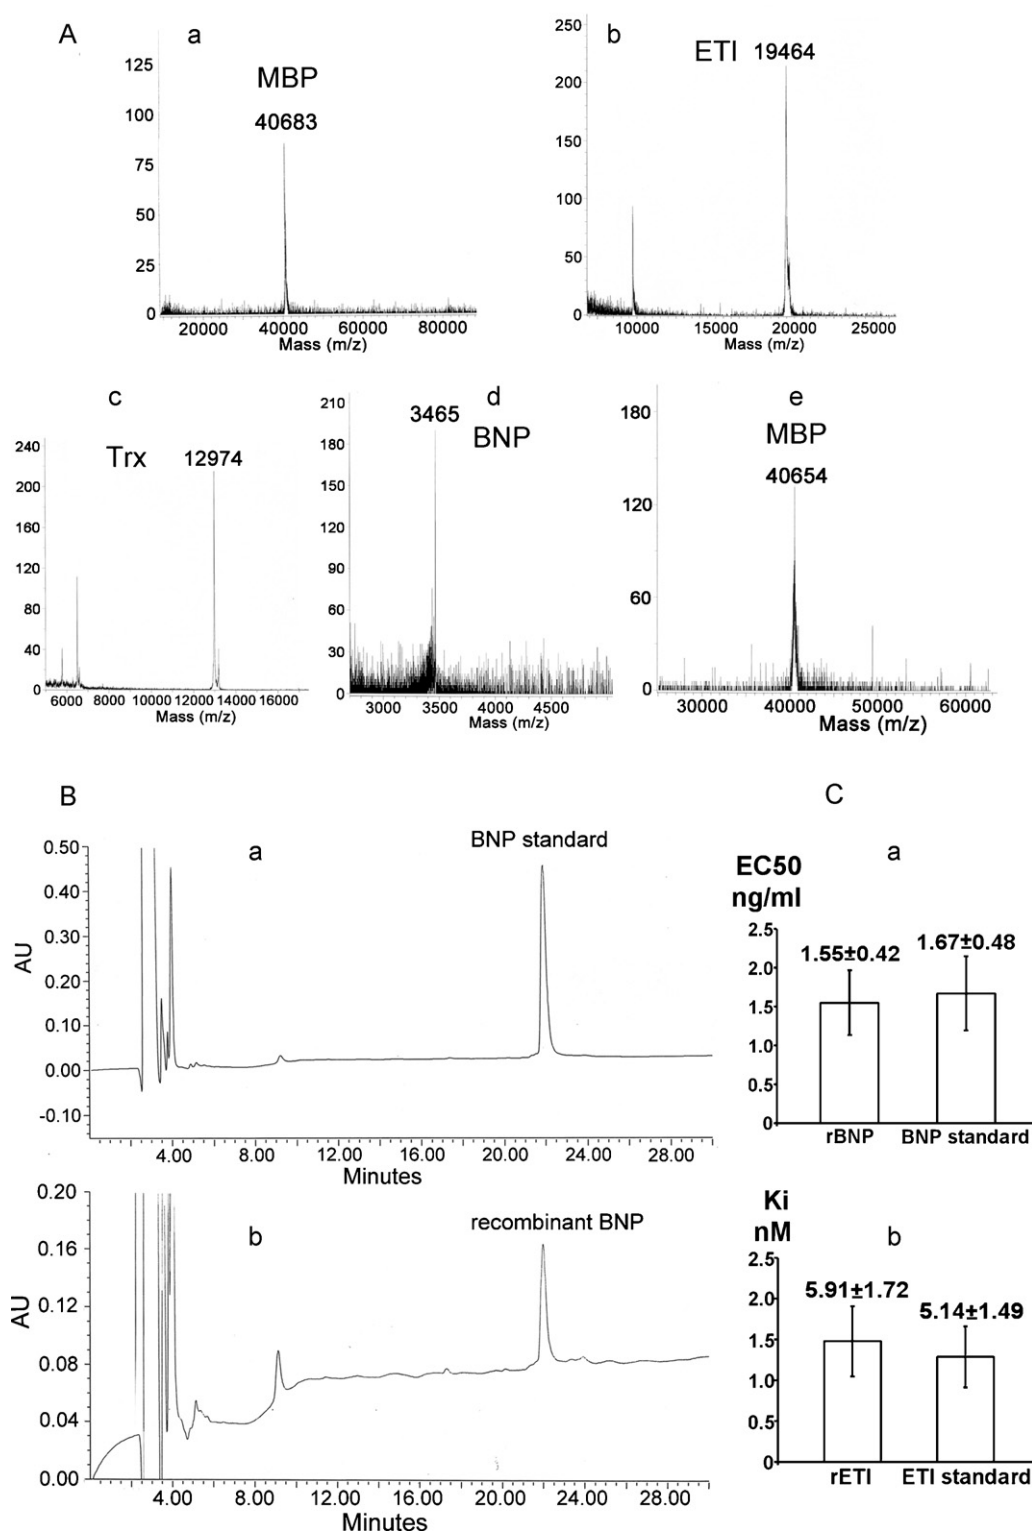 A
a
MBP
40683
125
100
75
50
25
0
20000 40000 60000 80000
Mass (m/z)
b
ETI 19464
250
200
150
100
50
0
10000 15000 20000 25000
Mass (m/z)
c
Trx 12974
240
200
160
120
80
40
0
6000 8000 10000 12000 14000 16000
Mass (m/z)
d
3465
BNP
210
180
150
120
90
60
30
0
3000 3500 4000 4500
Mass (m/z)
e
MBP
40654
180
120
60
0
30000 40000 50000 60000
Mass (m/z)
B
a
BNP standard
0.50
0.40
0.30
0.20
0.10
0.00
-0.10
AU
4.00 8.00 12.00 16.00 20.00 24.00 28.00
Minutes
b
recombinant BNP
0.20
0.16
0.12
0.08
0.04
0.00
AU
4.00 8.00 12.00 16.00 20.00 24.00 28.00
Minutes
C
a
EC50
ng/ml
2.5
2.0
1.5
1.0
0.5
0
1.55±0.42 1.67±0.48
rBNP BNP standard
b
Ki
nM
2.5
2.0
1.5
1.0
0.5
0
5.91±1.72 5.14±1.49
rETI ETI standard